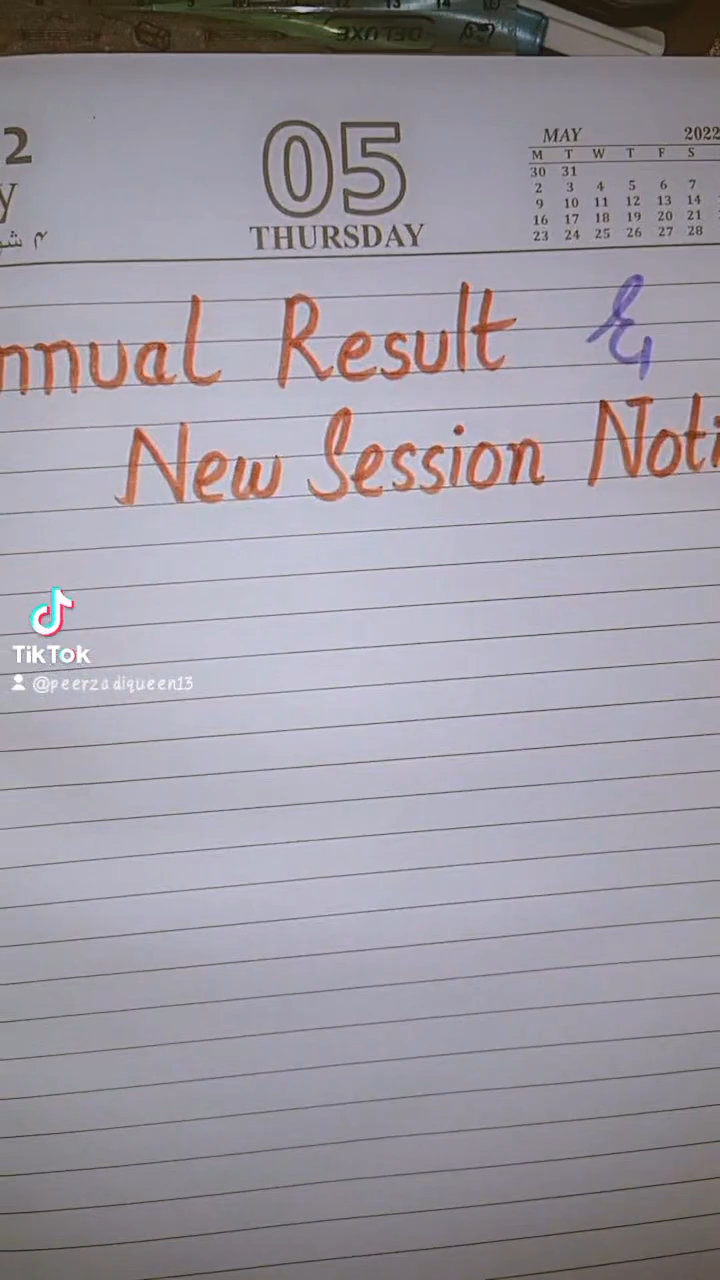 DELUXE
2
05
MAY 2022
THURSDAY
M T W T F S
30 31
2 3 4 5 6 7
9 10 11 12 13 14
16 17 18 19 20 21
23 24 25 26 27 28
y
nnual Result &
New Session Noti
TikTok
@peerzadiqueen13